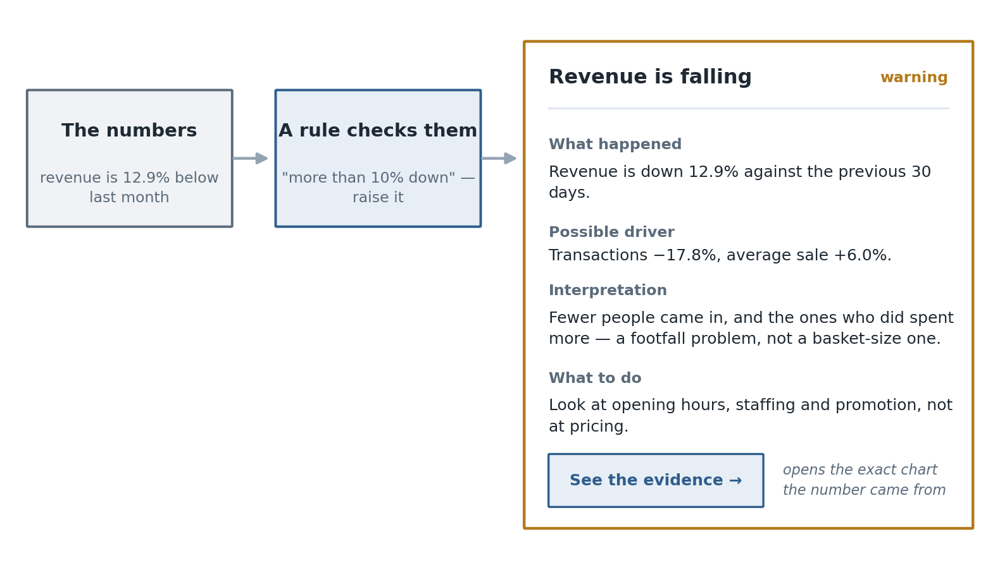 The numbers
revenue is 12.9% below
last month
A rule checks them
"more than 10% down" —
raise it
Revenue is falling
warning
What happened
Revenue is down 12.9% against the previous 30
days.
Possible driver
Transactions −17.8%, average sale +6.0%.
Interpretation
Fewer people came in, and the ones who did spent
more — a footfall problem, not a basket-size one.
What to do
Look at opening hours, staffing and promotion, not
at pricing.
See the evidence →
opens the exact chart
the number came from